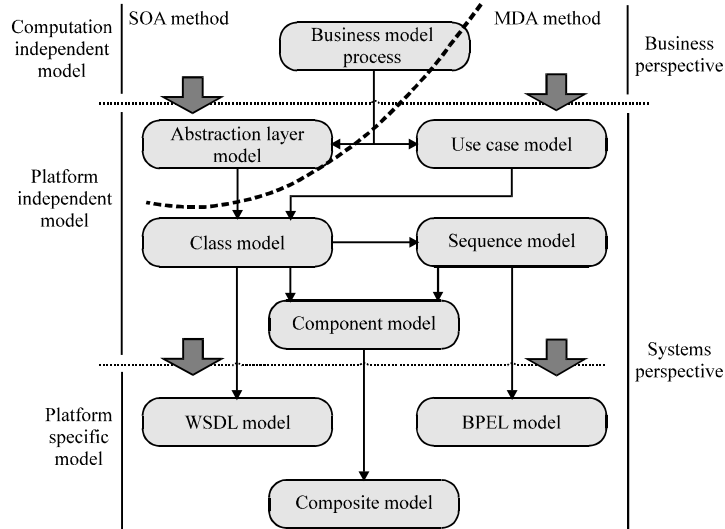 SOA method
MDA method
Computation
independent
model
Business model
process
Business
perspective
Abstraction layer
model
Use case model
Platform
independent
model
Class model
Sequence model
Component model
Systems
perspective
Platform
specific
model
WSDL model
BPEL model
Composite model